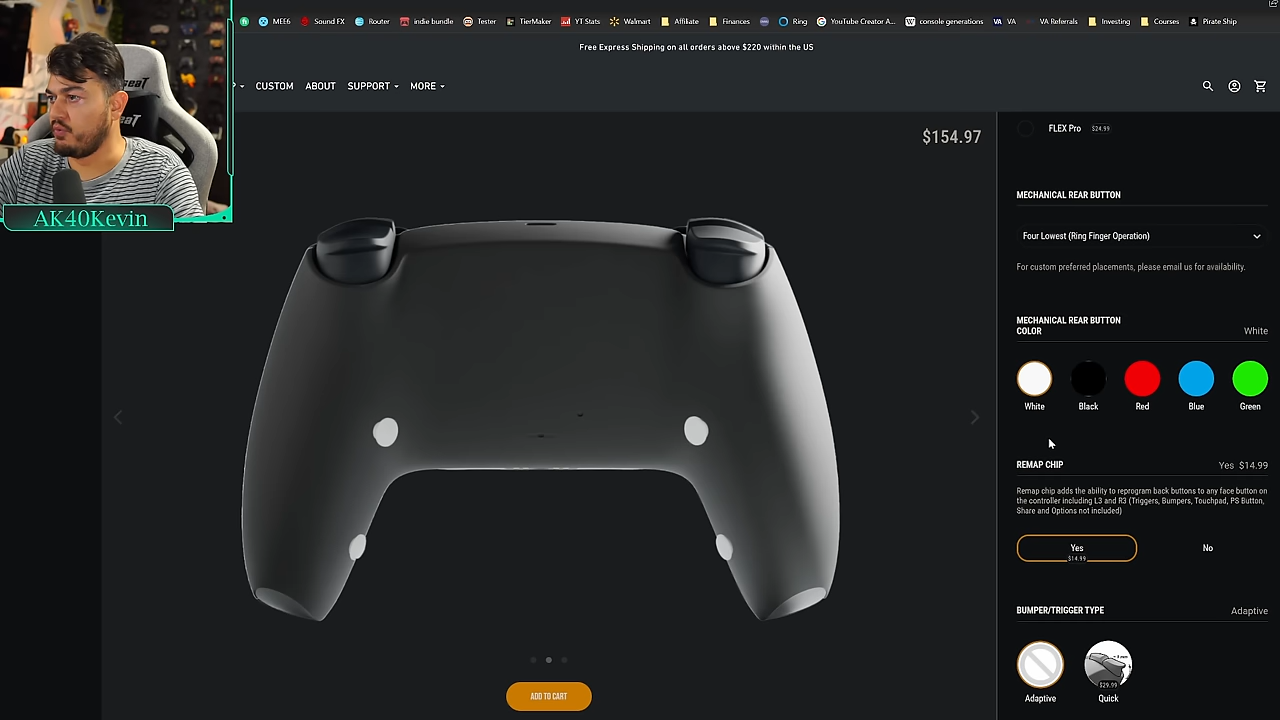 MEE6 Sound FX Router indie bundle Tester TierMaker YT Stats Walmart Affiliate Finances Ring YouTube Creator A... console generations VA VA Referrals Investing Courses Pirate Ship
Free Express Shipping on all orders above $220 within the US
CUSTOM ABOUT SUPPORT MORE
$154.97
FLEX Pro $24.99
AK40Kevin
MECHANICAL REAR BUTTON
Four Lowest (Ring Finger Operation)
For custom preferred placements, please email us for availability.
MECHANICAL REAR BUTTON
COLOR White
White Black Red Blue Green
REMAP CHIP Yes $14.99
Remap chip adds the ability to reprogram back buttons to any face button on
the controller including L3 and R3 (Triggers, Bumpers, Touchpad, PS Button,
Share and Options not included)
Yes No
$14.99
BUMPER/TRIGGER TYPE Adaptive
$29.99
Adaptive Quick
ADD TO CART